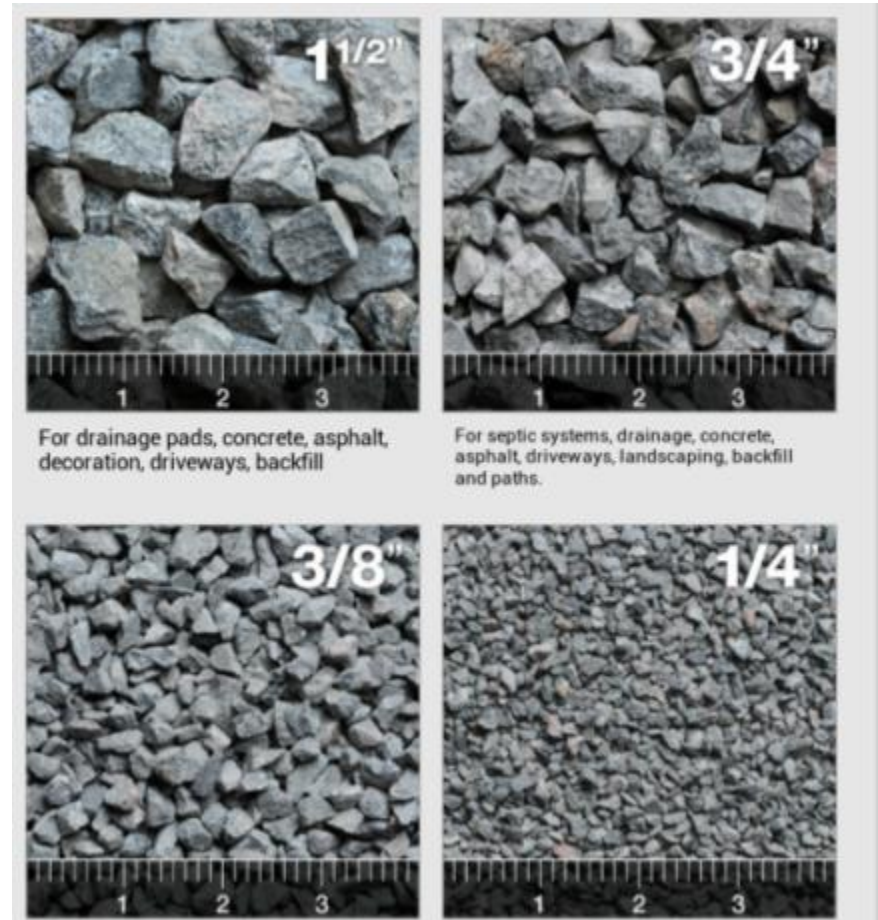 1 1/2"
3/4"
1 2 3
1 2 3
For drainage pads, concrete, asphalt,
decoration, driveways, backfill
For septic systems, drainage, concrete,
asphalt, driveways, landscaping, backfill
and paths.
3/8"
1/4"
1 2 3
1 2 3